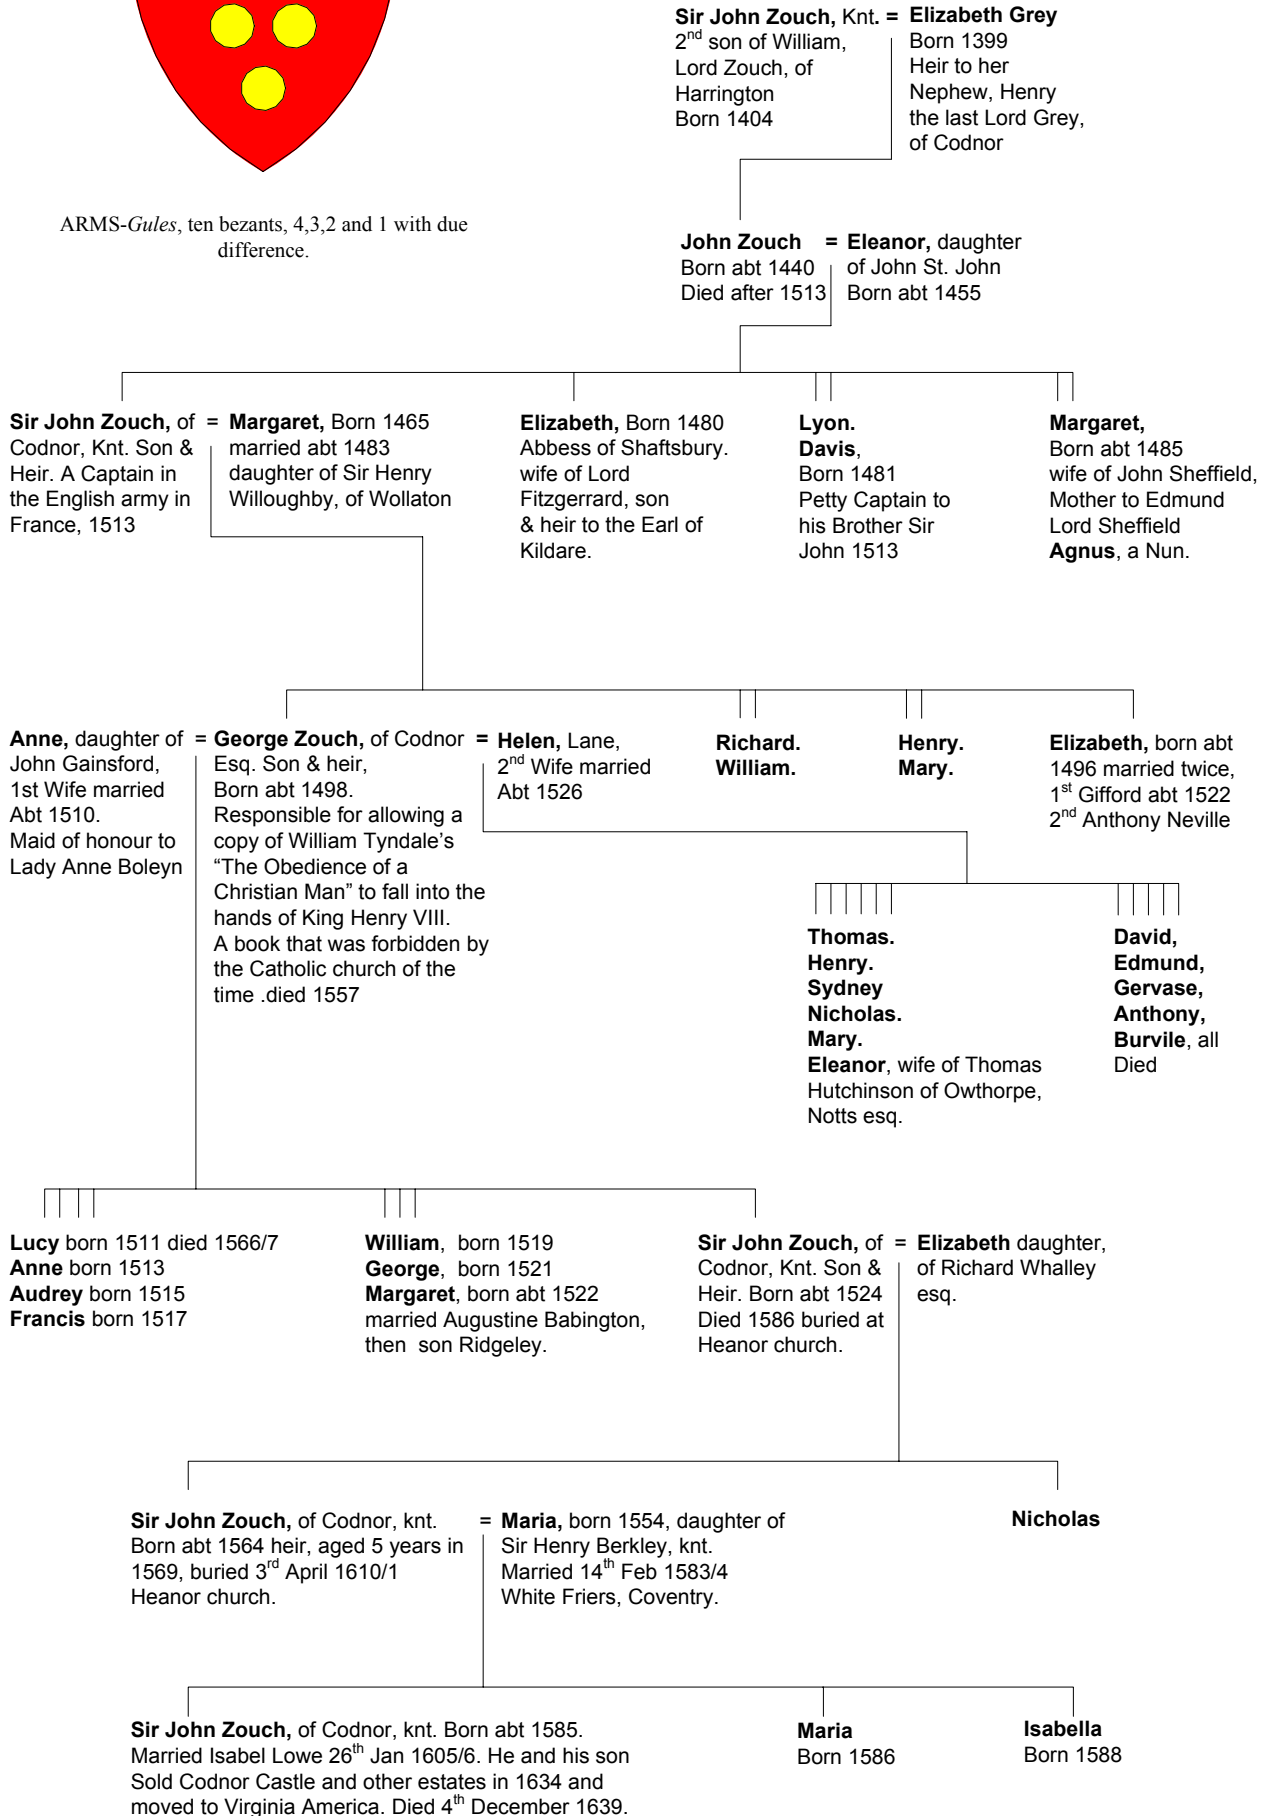 Sir John Zouch, Knt. =
2nd son of William,
Lord Zouch, of
Harrington
Born 1404
Elizabeth Grey
Born 1399
Heir to her
Nephew, Henry
the last Lord Grey,
of Codnor
ARMS-Gules, ten bezants, 4,3,2 and 1 with due
difference.
John Zouch =
Born abt 1440
Died after 1513
Eleanor, daughter
of John St. John
Born abt 1455
Sir John Zouch, of =
Codnor, Knt. Son &
Heir. A Captain in
the English army in
France, 1513
Margaret, Born 1465
married abt 1483
daughter of Sir Henry
Willoughby, of Wollaton
Elizabeth, Born 1480
Abbess of Shaftsbury.
wife of Lord
Fitzgerrard, son
& heir to the Earl of
Kildare.
Lyon.
Davis,
Born 1481
Petty Captain to
his Brother Sir
John 1513
Margaret,
Born abt 1485
wife of John Sheffield,
Mother to Edmund
Lord Sheffield
Agnus, a Nun.
Anne, daughter of =
John Gainsford,
1st Wife married
Abt 1510.
Maid of honour to
Lady Anne Boleyn
George Zouch, of Codnor =
Esq. Son & heir,
Born abt 1498.
Responsible for allowing a
copy of William Tyndale’s
“The Obedience of a
Christian Man” to fall into the
hands of King Henry VIII.
A book that was forbidden by
the Catholic church of the
time .died 1557
Helen, Lane,
2nd Wife married
Abt 1526
Richard.
William.
Henry.
Mary.
Elizabeth, born abt
1496 married twice,
1st Gifford abt 1522
2nd Anthony Neville
Thomas.
Henry.
Sydney
Nicholas.
Mary.
Eleanor, wife of Thomas
Hutchinson of Owthorpe,
Notts esq.
David,
Edmund,
Gervase,
Anthony,
Burvile, all
Died
Lucy born 1511 died 1566/7
Anne born 1513
Audrey born 1515
Francis born 1517
William, born 1519
George, born 1521
Margaret, born abt 1522
married Augustine Babington,
then son Ridgeley.
Sir John Zouch, of =
Codnor, Knt. Son &
Heir. Born abt 1524
Died 1586 buried at
Heanor church.
Elizabeth daughter,
of Richard Whalley
esq.
Sir John Zouch, of Codnor, knt. =
Born abt 1564 heir, aged 5 years in
1569, buried 3rd April 1610/1
Heanor church.
Maria, born 1554, daughter of
Sir Henry Berkley, knt.
Married 14th Feb 1583/4
White Friers, Coventry.
Nicholas
Sir John Zouch, of Codnor, knt. Born abt 1585.
Married Isabel Lowe 26th Jan 1605/6. He and his son
Sold Codnor Castle and other estates in 1634 and
moved to Virginia America. Died 4th December 1639.
Maria
Born 1586
Isabella
Born 1588